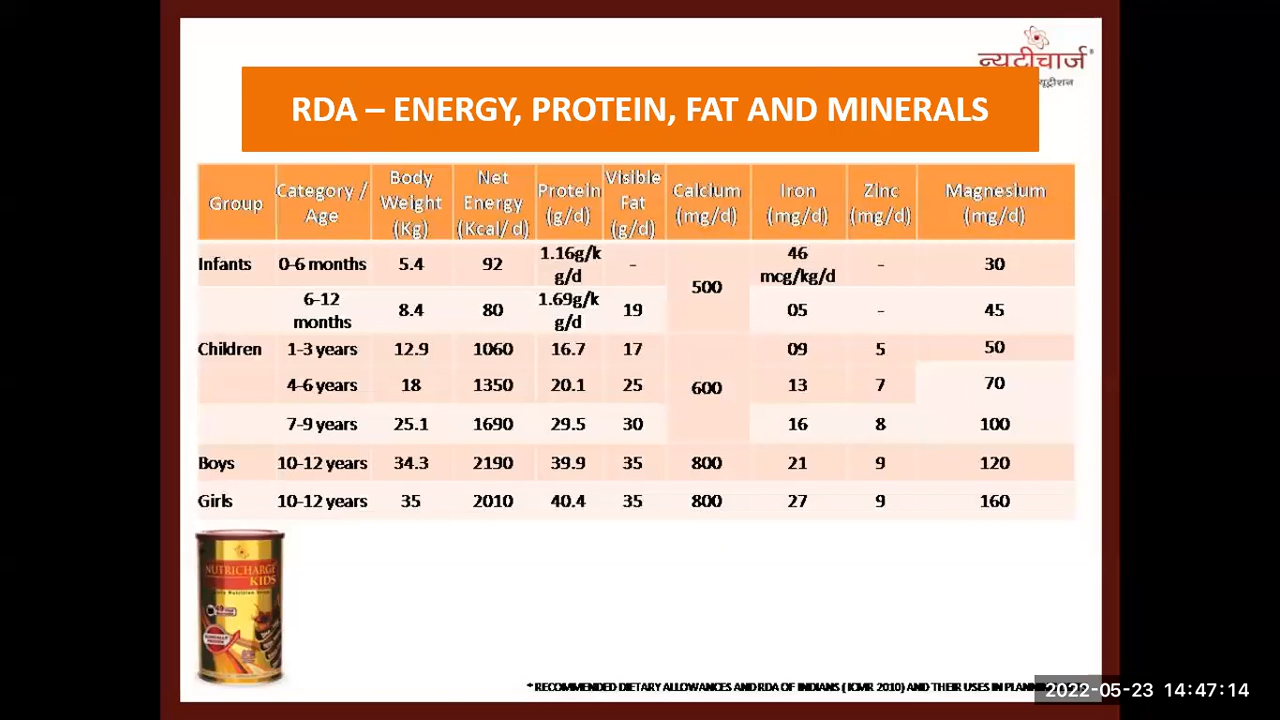 न्यूटीचार्ज®
यूट्रीशन
RDA – ENERGY, PROTEIN, FAT AND MINERALS
Group Category / Age Body Weight (Kg) Net Energy (Kcal/ d) Protein (g/d) Visible Fat (g/d) Calcium (mg/d) Iron (mg/d) Zinc (mg/d) Magnesium (mg/d)
Infants 0-6 months 5.4 92 1.16g/kg/d - 500 46 mcg/kg/d - 30
6-12 months 8.4 80 1.69g/kg/d 19 05 - 45
Children 1-3 years 12.9 1060 16.7 17 600 09 5 50
4-6 years 18 1350 20.1 25 13 7 70
7-9 years 25.1 1690 29.5 30 16 8 100
Boys 10-12 years 34.3 2190 39.9 35 800 21 9 120
Girls 10-12 years 35 2010 40.4 35 800 27 9 160
NUTRICHARGE
KIDS
* RECOMMENDED DIETARY ALLOWANCES AND RDA OF INDIANS ( ICMR 2010) AND THEIR USES IN
2022-05-23 14:47:14